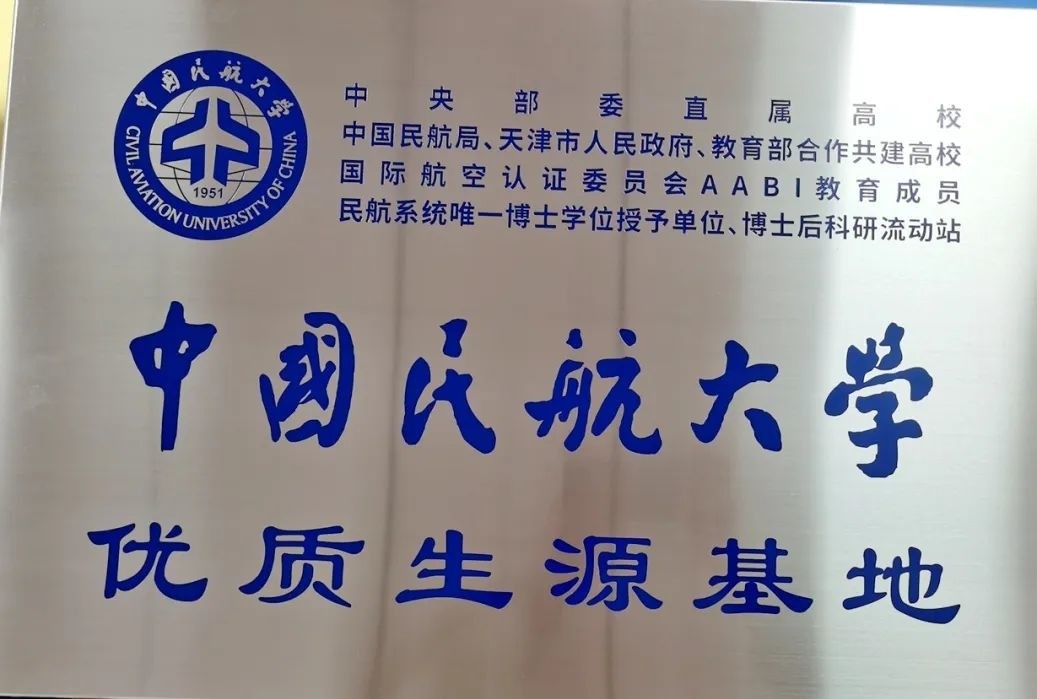 中国民航大学
CIVIL AVIATION UNIVERSITY OF CHINA
1951
中央部委直属高校
中国民航局、天津市人民政府、教育部合作共建高校
国际航空认证委员会AABI教育成员
民航系统唯一博士学位授予单位、博士后科研流动站
中國民航大学
优质生源基地